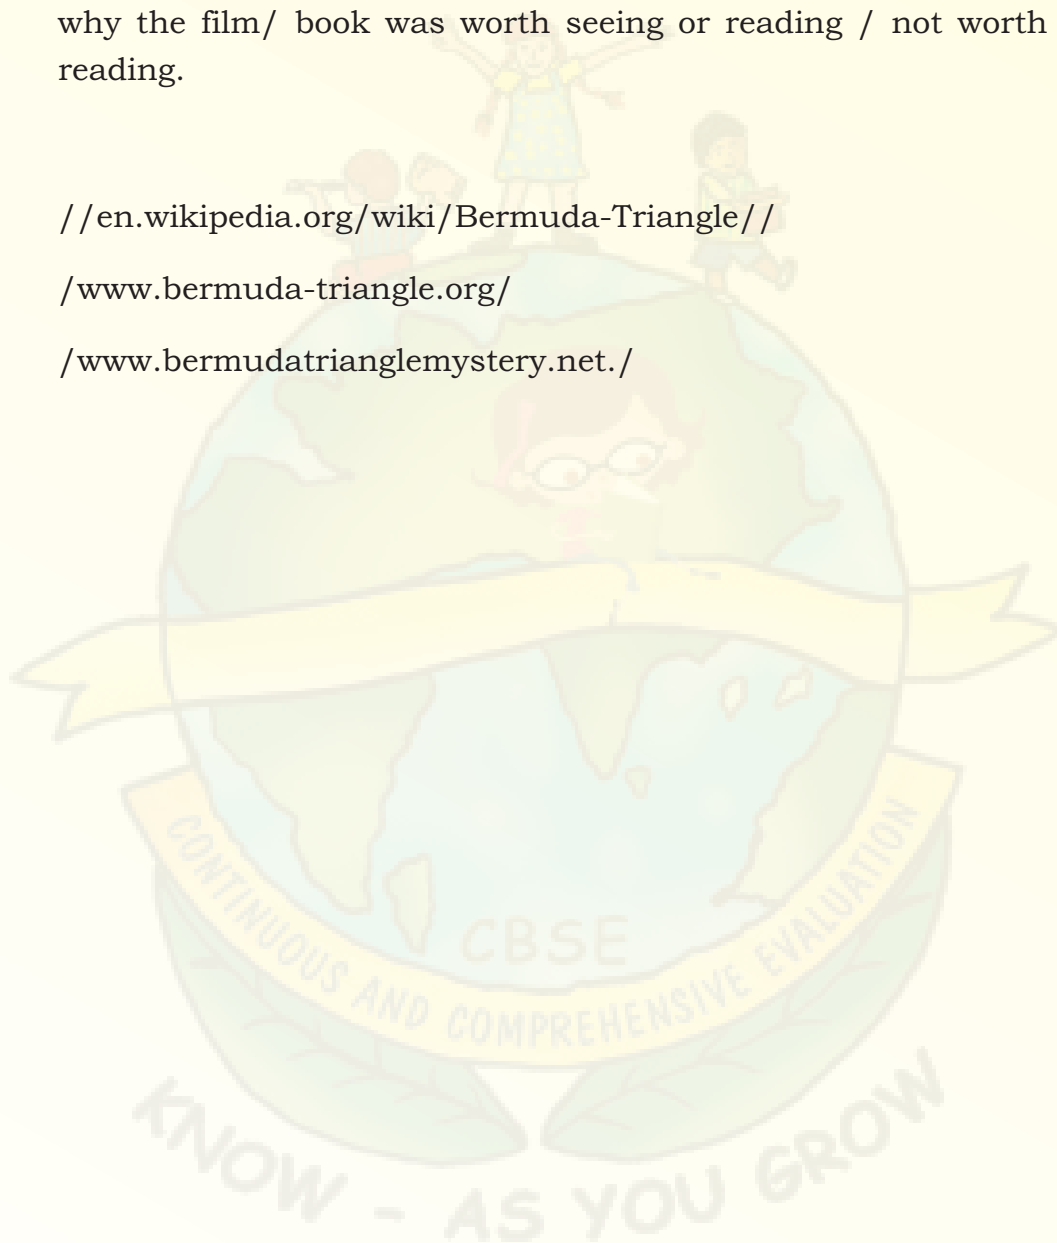 why the film/ book was worth seeing or reading / not worth
reading.
//en.wikipedia.org/wiki/Bermuda-Triangle//
/www.bermuda-triangle.org/
/www.bermudatrianglemystery.net./
CBSE
CONTINUOUS AND COMPREHENSIVE EVALUATION
KNOW - AS YOU GROW